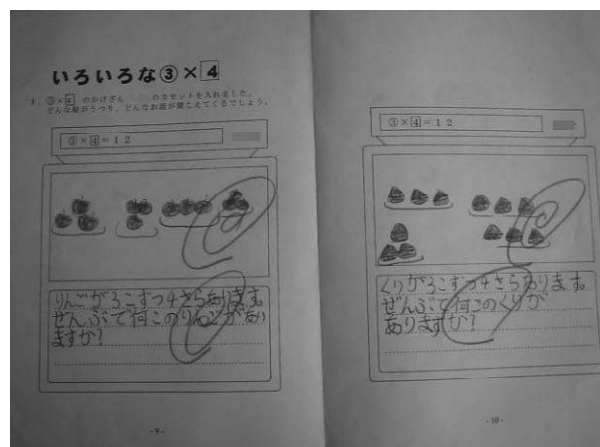 いろいろな③×4
1 ③×4 のかけざん のカセットを入れました。
どんな絵がうつり、どんなお話が聞こえてくるでしょう。
③×4=12
りんごが3こずつ4さらあります。
ぜんぶで何このりんごがあり
ますか?
-9-
③×4=12
くりが3こずつ4さらあります。
ぜんぶで何このくりが
ありますか?
-10-